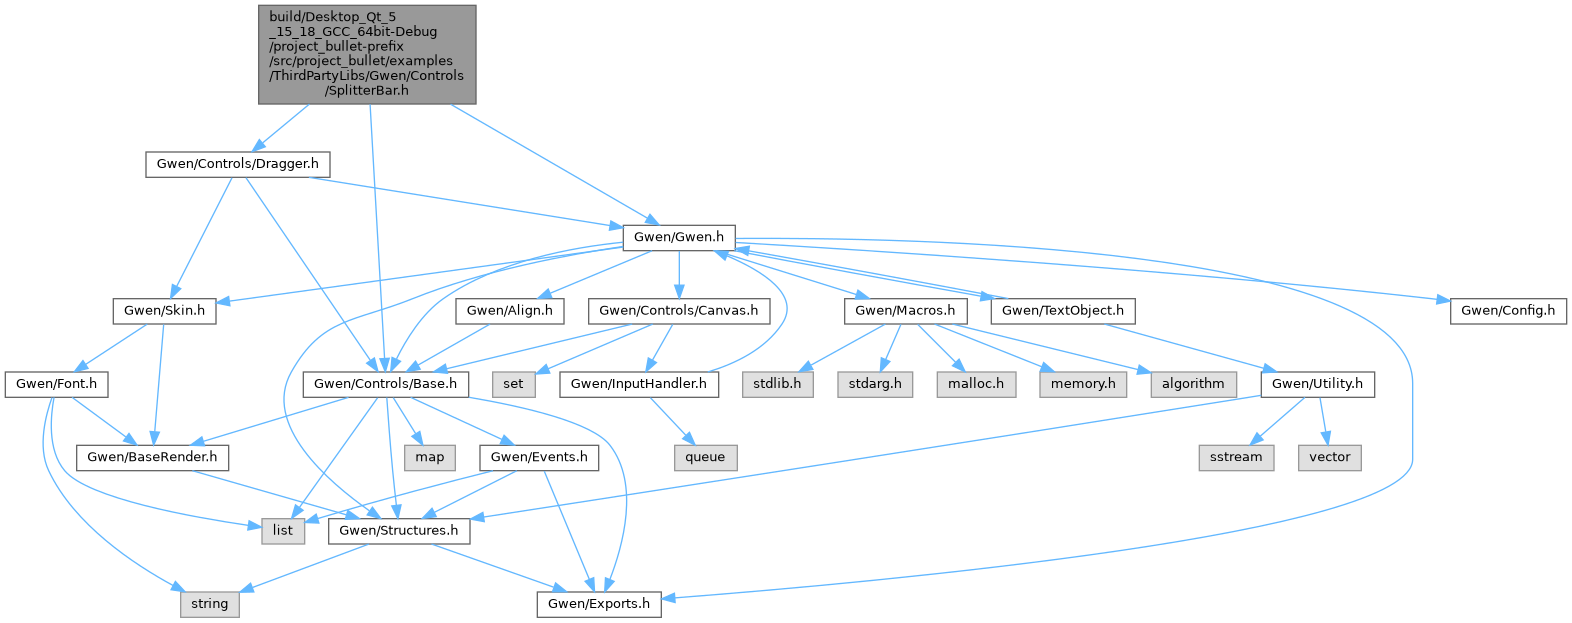 build/Desktop_Qt_5
_15_18_GCC_64bit-Debug
/project_bullet-prefix
/src/project_bullet/examples
/ThirdPartyLibs/Gwen/Controls
/SplitterBar.h
Gwen/Controls/Dragger.h
Gwen/Gwen.h
Gwen/Skin.h
Gwen/Align.h
Gwen/Controls/Canvas.h
Gwen/Macros.h
Gwen/TextObject.h
Gwen/Config.h
Gwen/Font.h
Gwen/Controls/Base.h
set
Gwen/InputHandler.h
stdlib.h
stdarg.h
malloc.h
memory.h
algorithm
Gwen/Utility.h
Gwen/BaseRender.h
map
Gwen/Events.h
queue
sstream
vector
list
Gwen/Structures.h
string
Gwen/Exports.h